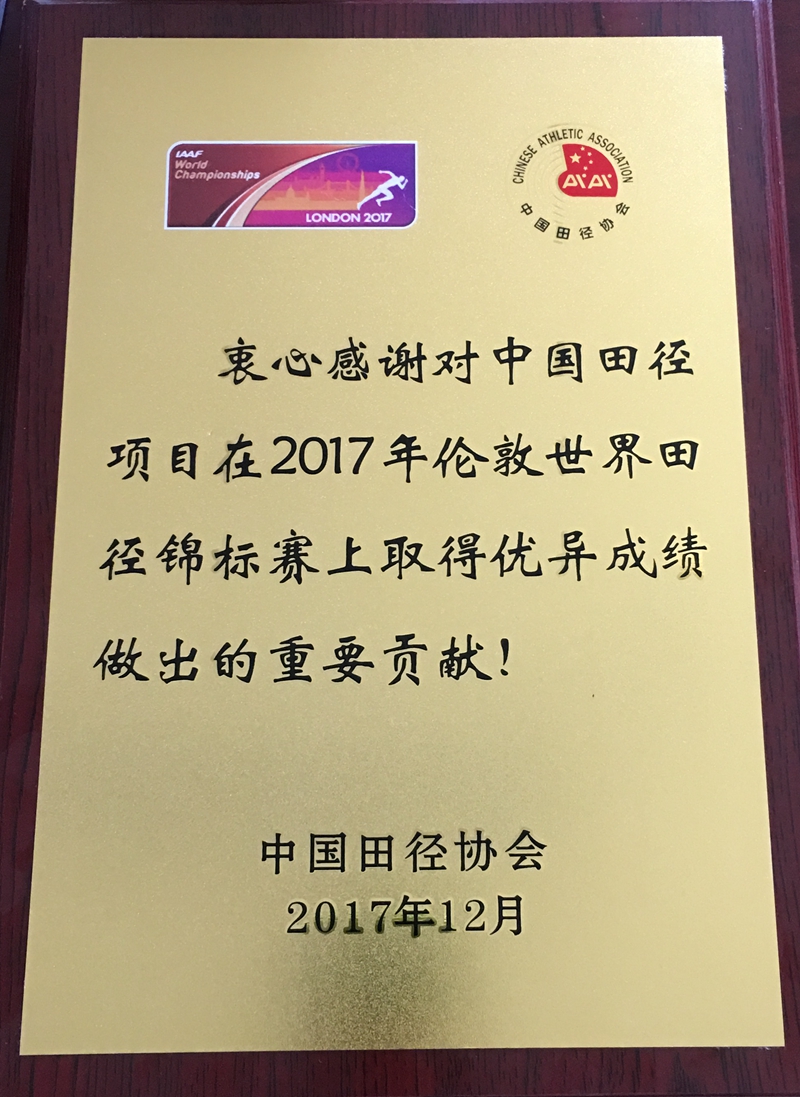 IAAF
World
Championships
LONDON 2017
CHINESE ATHLETIC ASSOCIATION
中国田径协会
衷心感谢对中国田径
项目在2017年伦敦世界田
径锦标赛上取得优异成绩
做出的重要贡献!
中国田径协会
2017年12月